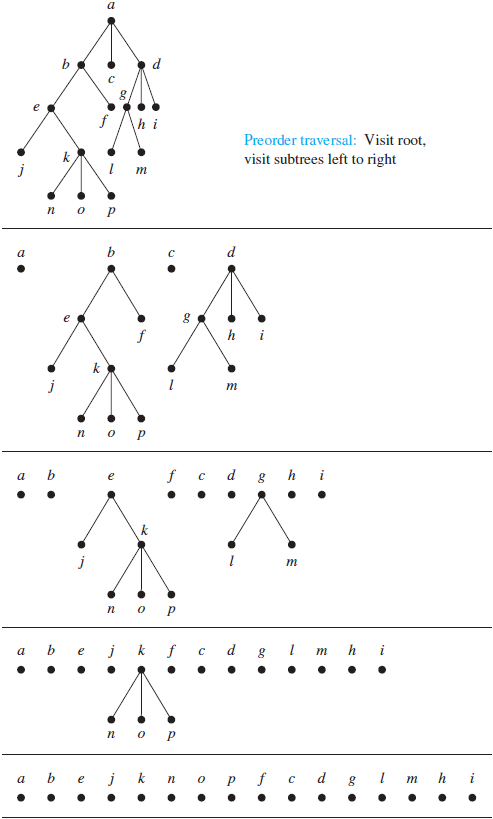 a
b d
c
g
e
f h i
k
j l m
n o p
Preorder traversal: Visit root,
visit subtrees left to right
a b c d
e g
f h i
k
j l m
n o p
a b e f c d g h i
k
j l m
n o p
a b e j k f c d g l m h i
n o p
a b e j k n o p f c d g l m h i